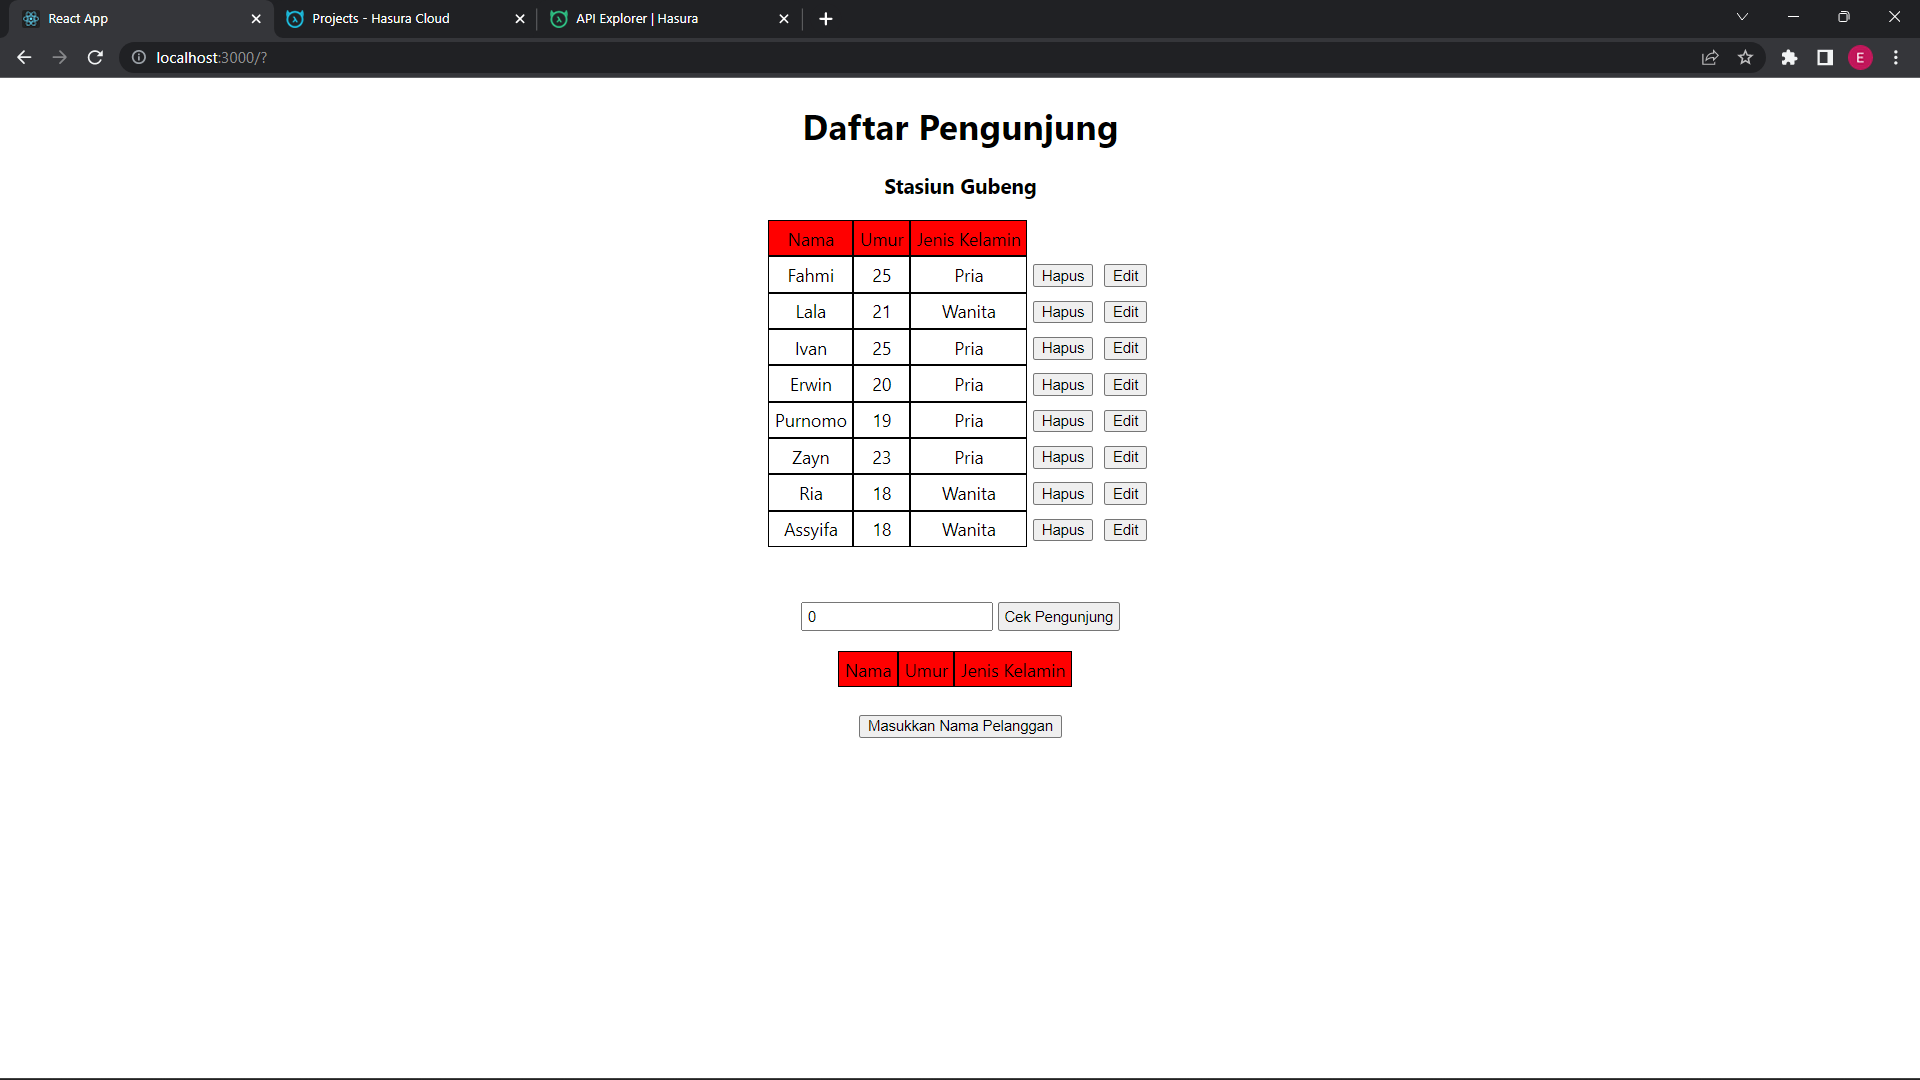 React App
Projects - Hasura Cloud
API Explorer | Hasura
localhost:3000/?
E
Daftar Pengunjung
Stasiun Gubeng
Nama Umur Jenis Kelamin
Fahmi 25 Pria Hapus Edit
Lala 21 Wanita Hapus Edit
Ivan 25 Pria Hapus Edit
Erwin 20 Pria Hapus Edit
Purnomo 19 Pria Hapus Edit
Zayn 23 Pria Hapus Edit
Ria 18 Wanita Hapus Edit
Assyifa 18 Wanita Hapus Edit
0 Cek Pengunjung
Nama Umur Jenis Kelamin
Masukkan Nama Pelanggan